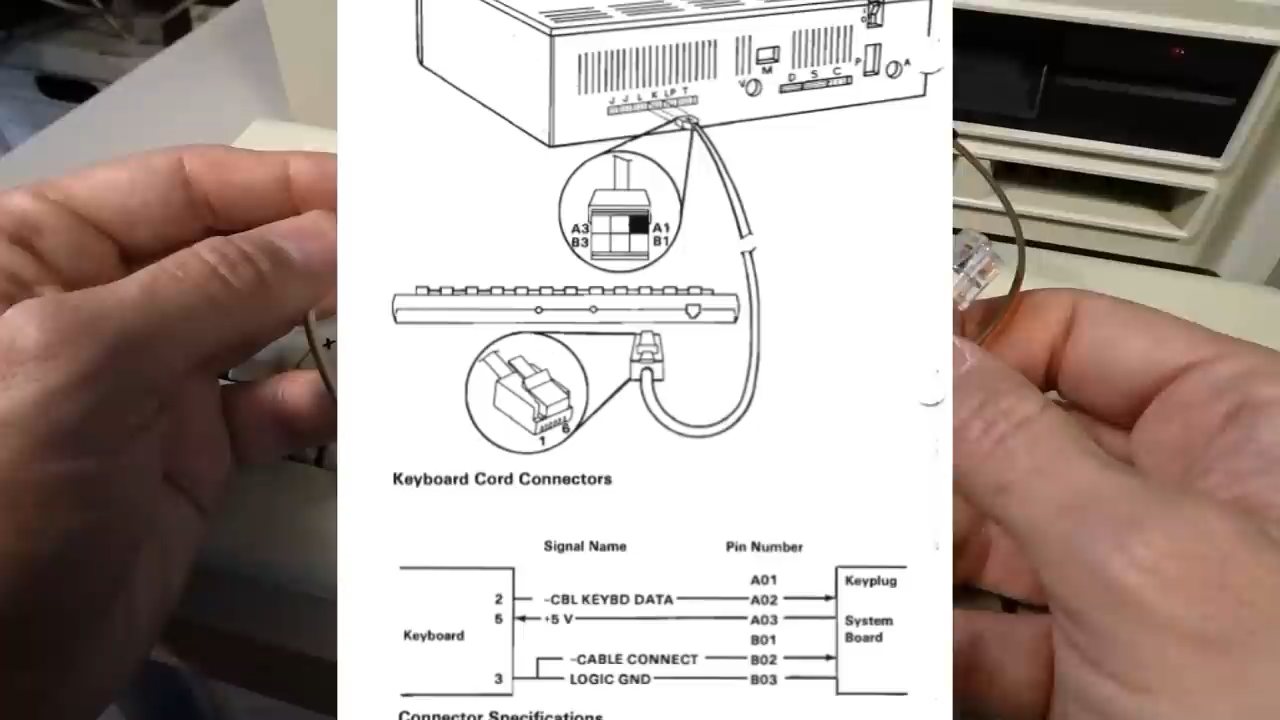 J J L K LP T
V
M
D S C
P
A
A3 A1
B3 B1
1 6
Keyboard Cord Connectors
Signal Name Pin Number
A01 Keyplug
2 -CBL KEYBD DATA A02
5 +5 V A03 System
Keyboard B01 Board
-CABLE CONNECT B02
3 LOGIC GND B03
Connector Specifications